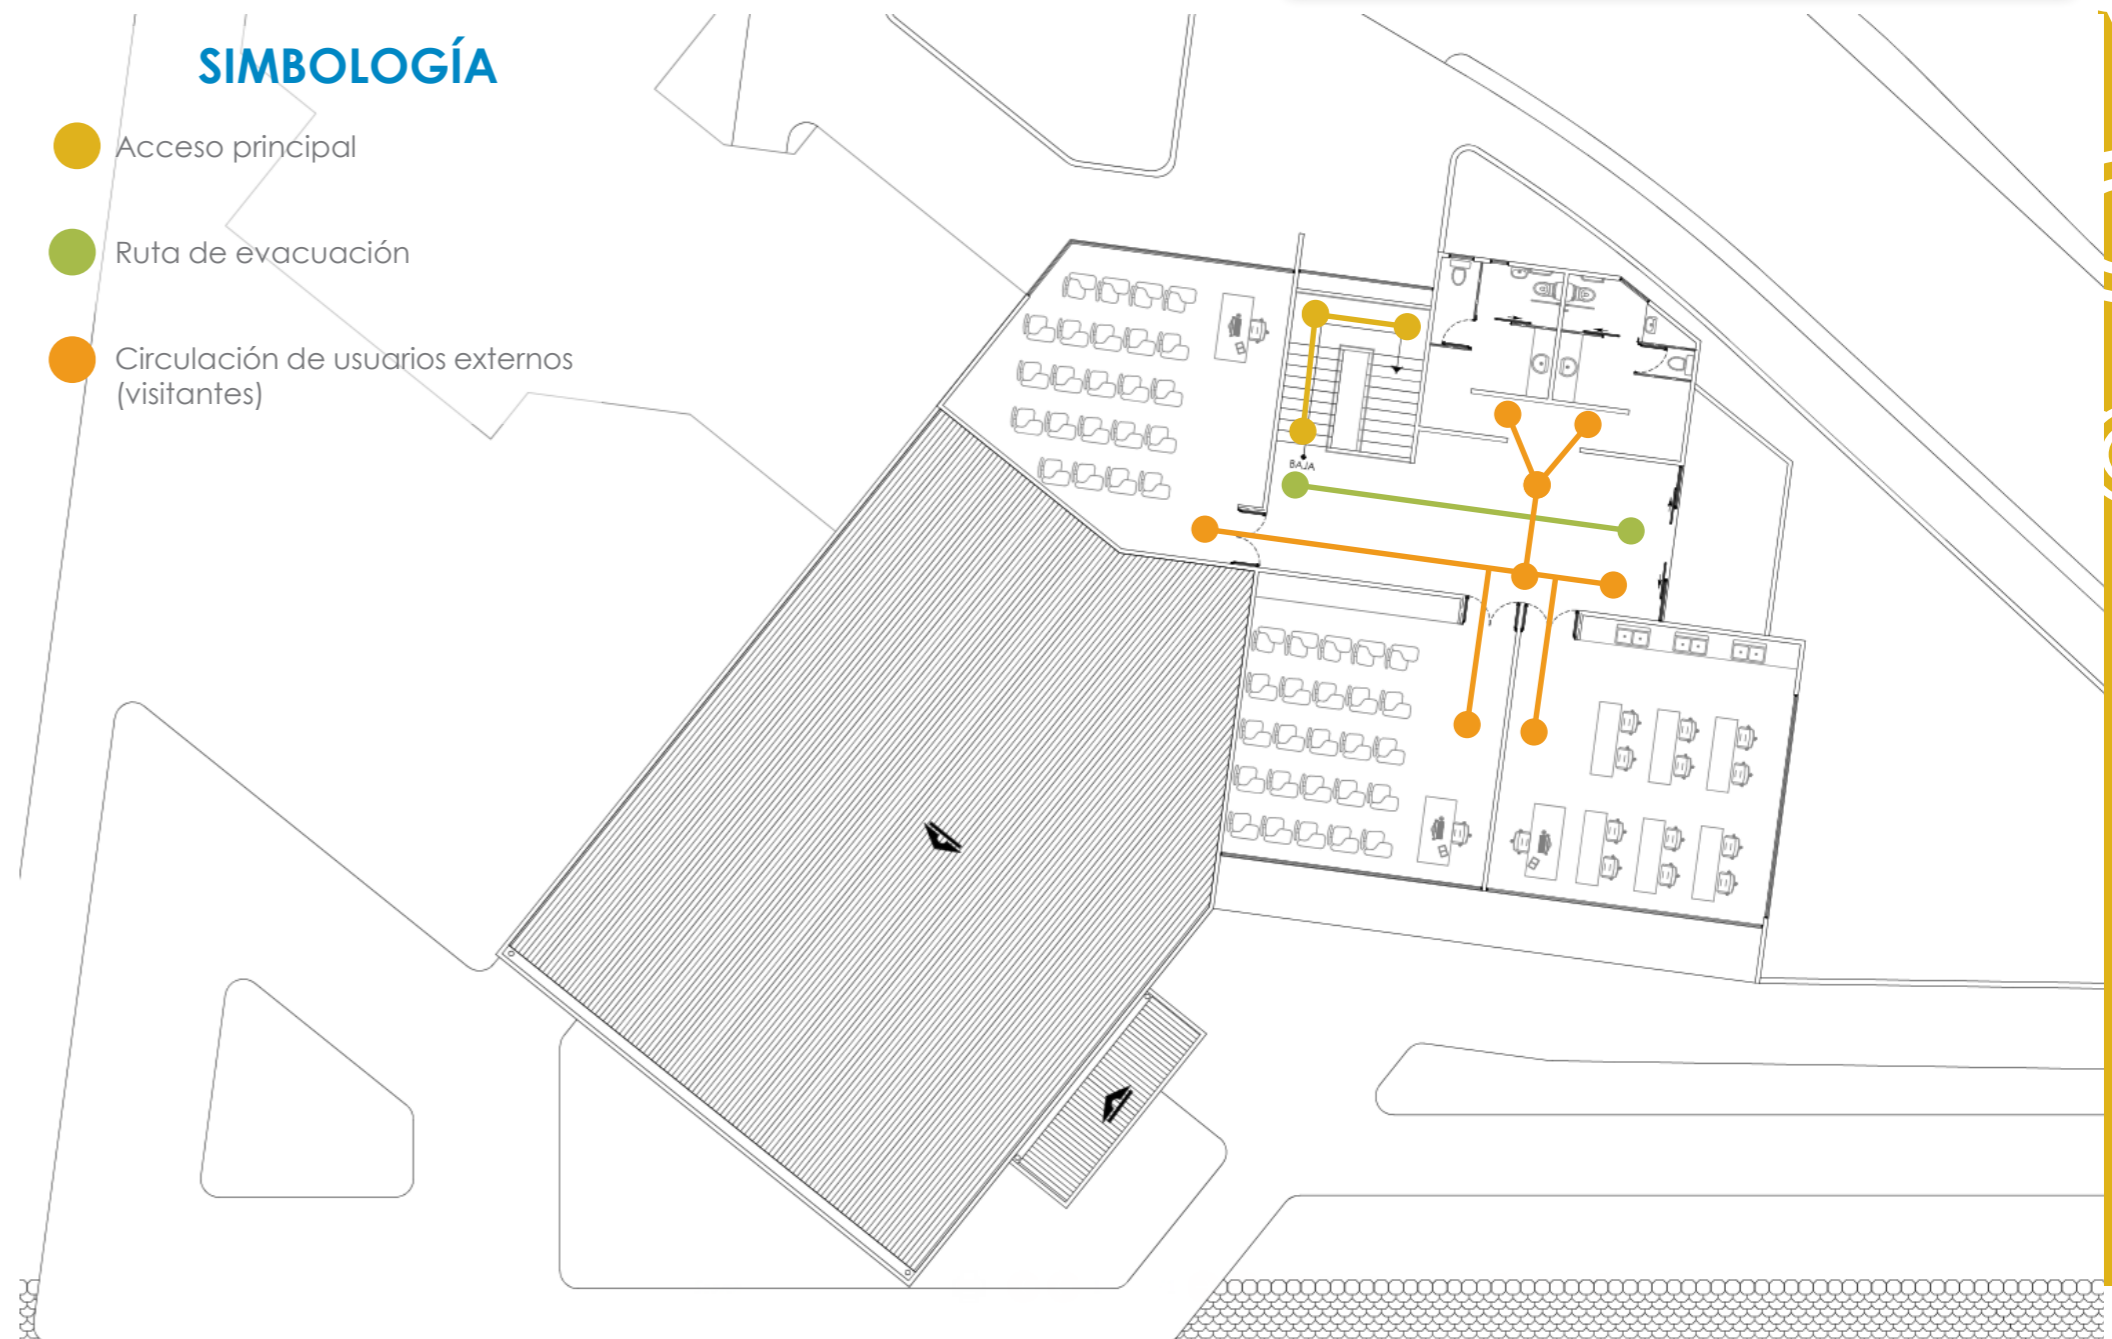 SIMBOLOGÍA
Acceso principal
Ruta de evacuación
Circulación de usuarios externos
(visitantes)
BAJA